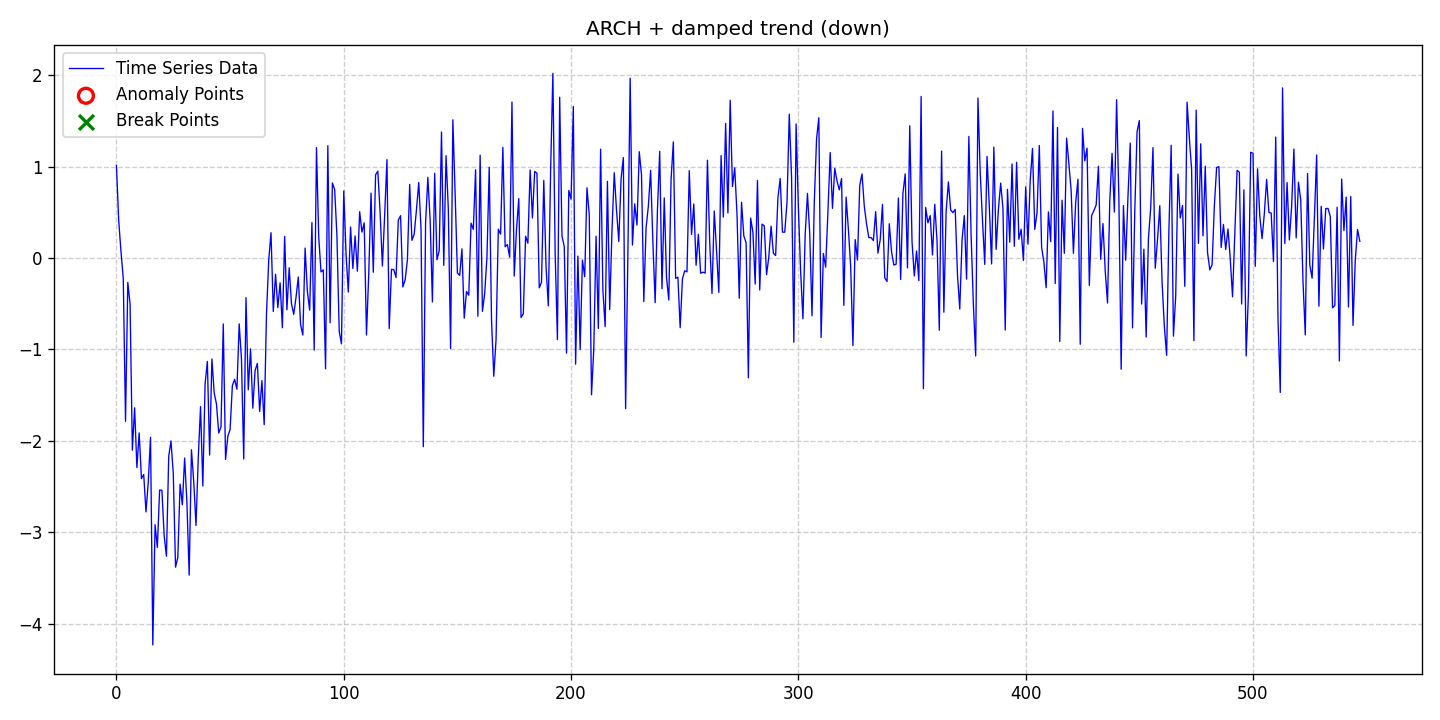 ARCH + damped trend (down)
Time Series Data
Anomaly Points
Break Points
2
1
0
−1
−2
−3
−4
0 100 200 300 400 500